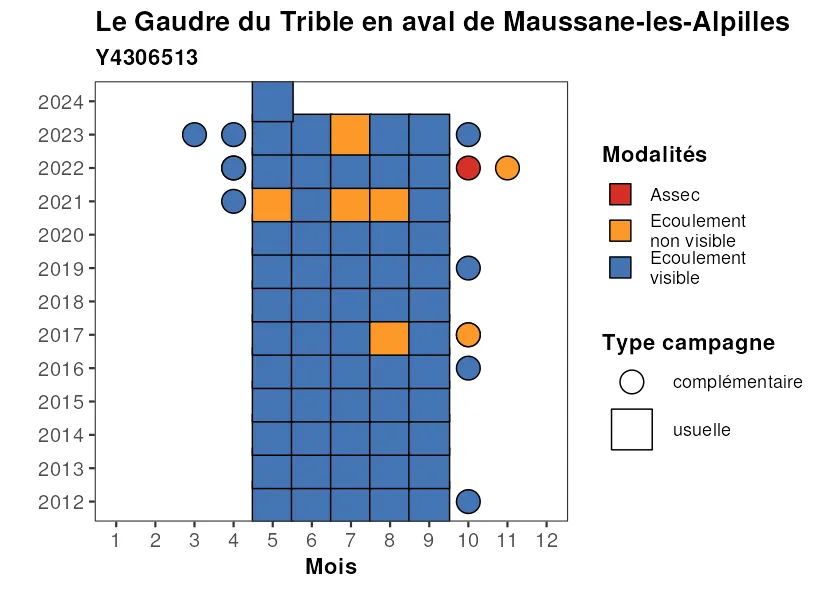 Le Gaudre du Trible en aval de Maussane-les-Alpilles
Y4306513
2024
2023
2022
2021
2020
2019
2018
2017
2016
2015
2014
2013
2012
1 2 3 4 5 6 7 8 9 10 11 12
Mois
Modalités
Assec
Ecoulement
non visible
Ecoulement
visible
Type campagne
complémentaire
usuelle